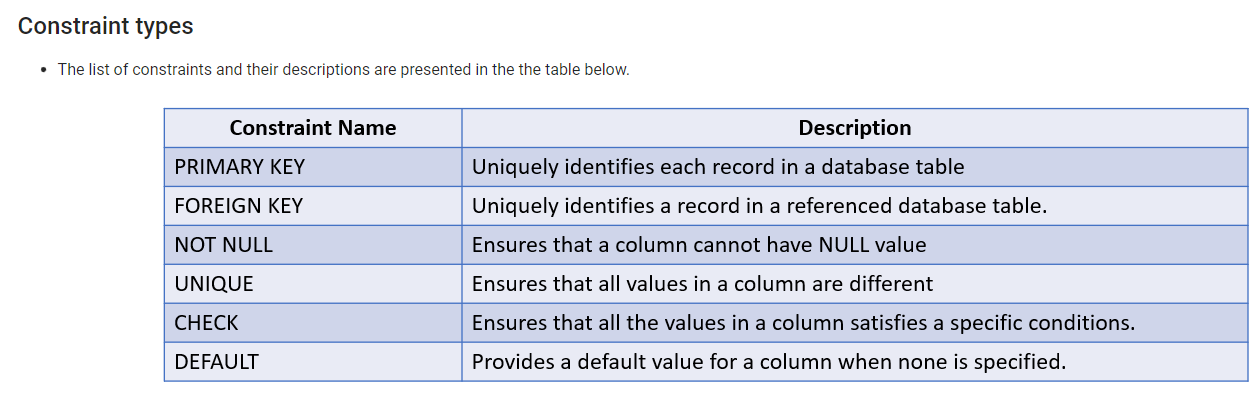 Constraint types
• The list of constraints and their descriptions are presented in the the table below.
Constraint Name Description
PRIMARY KEY Uniquely identifies each record in a database table
FOREIGN KEY Uniquely identifies a record in a referenced database table.
NOT NULL Ensures that a column cannot have NULL value
UNIQUE Ensures that all values in a column are different
CHECK Ensures that all the values in a column satisfies a specific conditions.
DEFAULT Provides a default value for a column when none is specified.